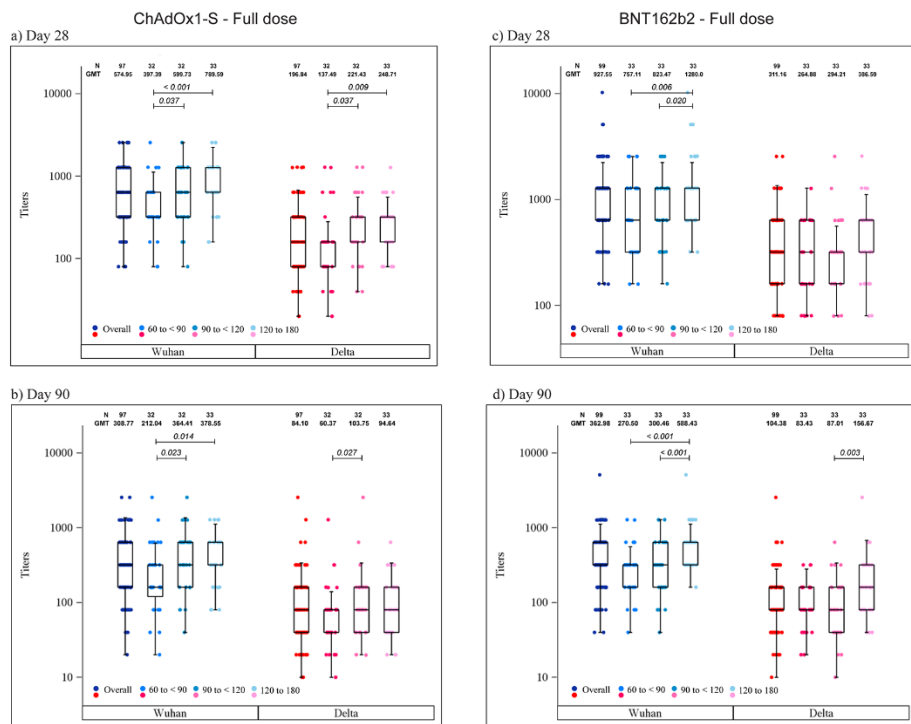 ChAdOx1-S - Full dose
BNT162b2 - Full dose
a) Day 28
N 97 32 32 33 97 32 32 33
GMT 574.95 397.39 599.73 789.59 196.84 137.49 221.43 248.71
10000
< 0.001
0.009
0.037
0.037
1000
Titers
100
Overall 60 to < 90 90 to < 120 120 to 180
Wuhan Delta
c) Day 28
N 99 33 33 33 99 33 33 33
GMT 927.55 757.11 823.47 1280.0 311.16 264.88 294.21 386.59
10000
0.006
0.020
1000
Titers
100
Overall 60 to < 90 90 to < 120 120 to 180
Wuhan Delta
b) Day 90
N 97 32 32 33 97 32 32 33
GMT 308.77 212.04 364.41 378.55 84.10 60.37 103.75 94.64
10000
0.014
0.023
0.027
1000
Titers
100
10
Overall 60 to < 90 90 to < 120 120 to 180
Wuhan Delta
d) Day 90
N 99 33 33 33 99 33 33 33
GMT 362.98 270.50 300.46 588.43 104.38 83.43 87.01 156.67
10000
< 0.001
< 0.001
0.003
1000
Titers
100
10
Overall 60 to < 90 90 to < 120 120 to 180
Wuhan Delta